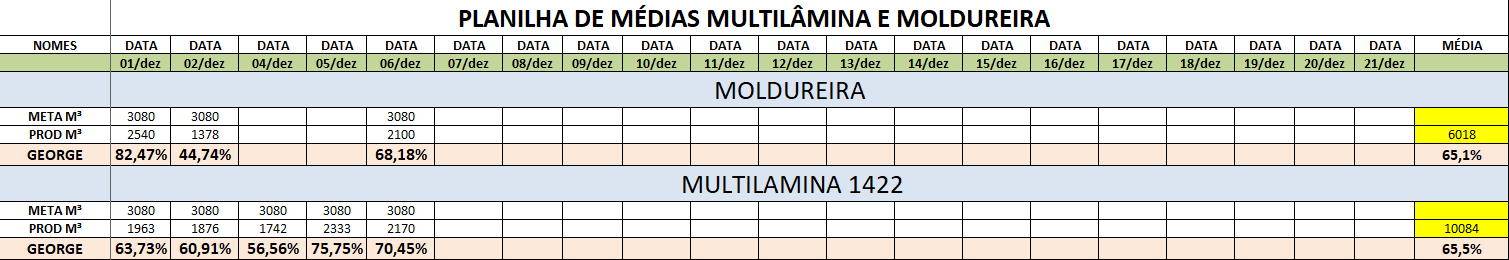 PLANILHA DE MÉDIAS MULTILÂMINA E MOLDUREIRA
NOMES DATA DATA DATA DATA DATA DATA DATA DATA DATA DATA DATA DATA DATA DATA DATA DATA DATA DATA DATA MÉDIA
01/dez 02/dez 04/dez 05/dez 06/dez 07/dez 08/dez 09/dez 10/dez 11/dez 12/dez 13/dez 14/dez 15/dez 16/dez 17/dez 18/dez 19/dez 20/dez 21/dez
MOLDUREIRA
META M³ 3080 3080 3080
PROD M³ 2540 1378 2100 6018
GEORGE 82,47% 44,74% 68,18% 65,1%
MULTILAMINA 1422
META M³ 3080 3080 3080 3080 3080
PROD M³ 1963 1876 1742 2333 2170 10084
GEORGE 63,73% 60,91% 56,56% 75,75% 70,45% 65,5%